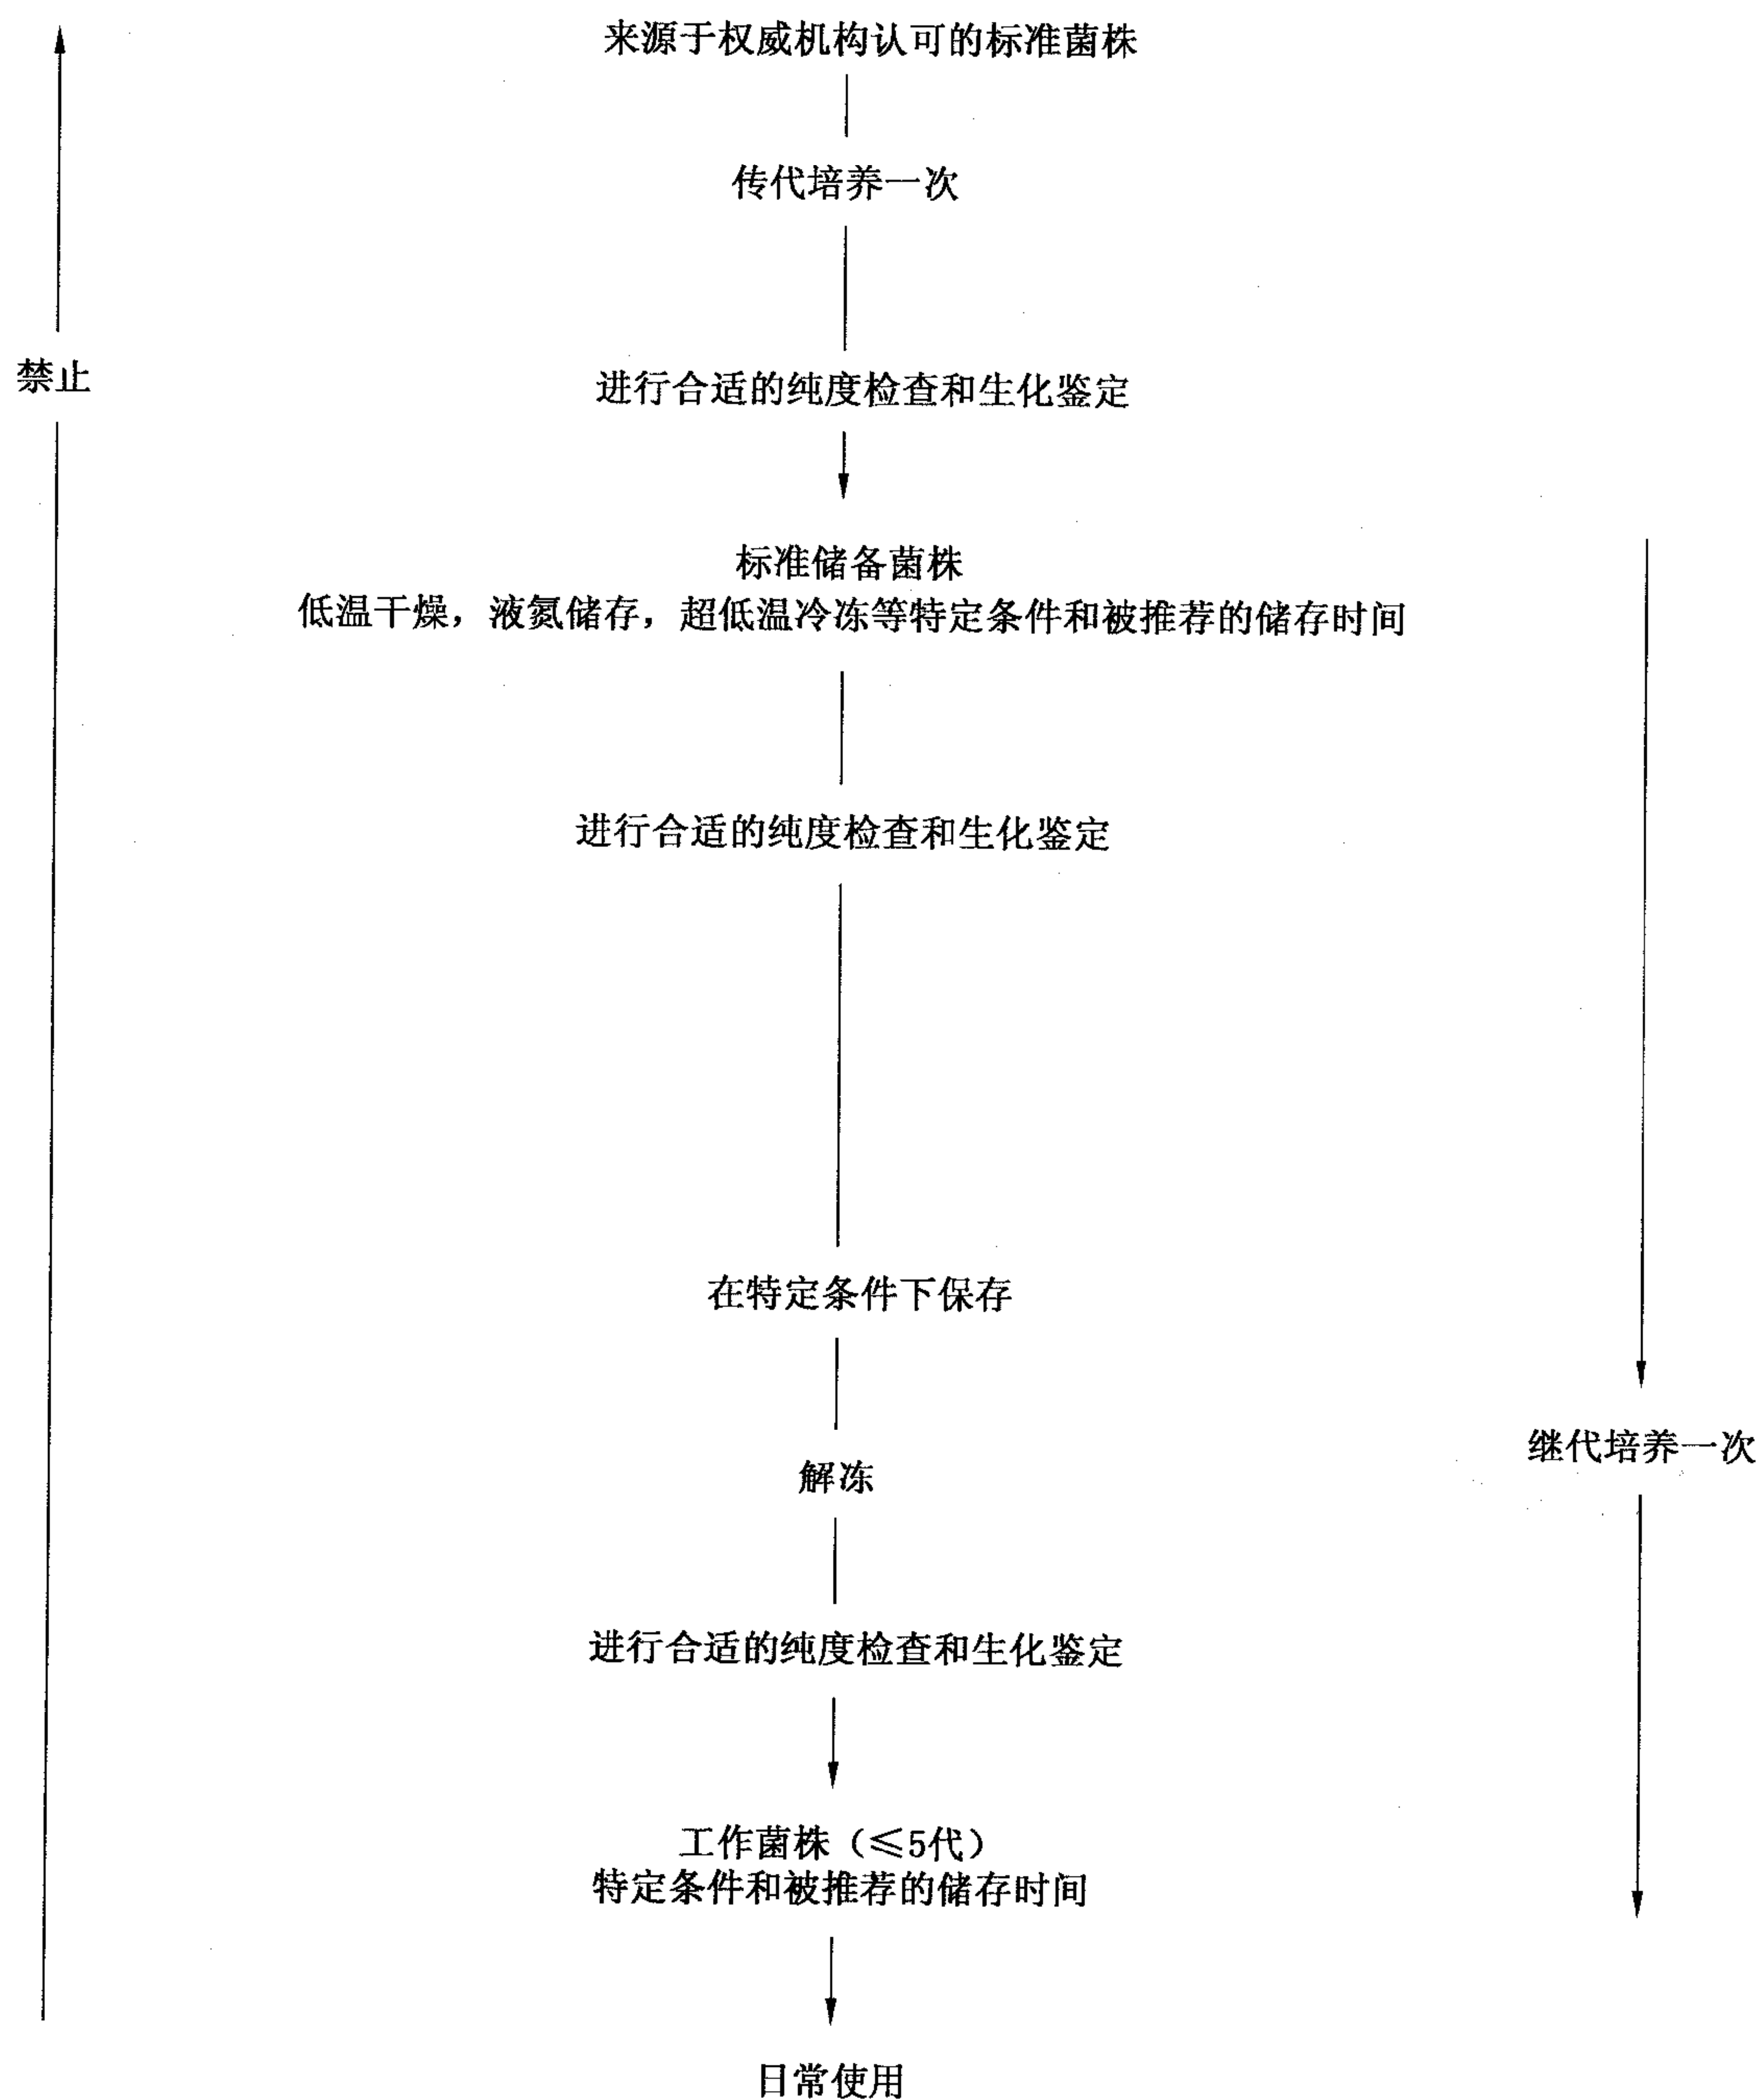 来源于权威机构认可的标准菌株
传代培养一次
禁止
进行合适的纯度检查和生化鉴定
标准储备菌株
低温干燥，液氮储存，超低温冷冻等特定条件和被推荐的储存时间
进行合适的纯度检查和生化鉴定
在特定条件下保存
继代培养一次
解冻
进行合适的纯度检查和生化鉴定
工作菌株（≤5代）
特定条件和被推荐的储存时间
日常使用